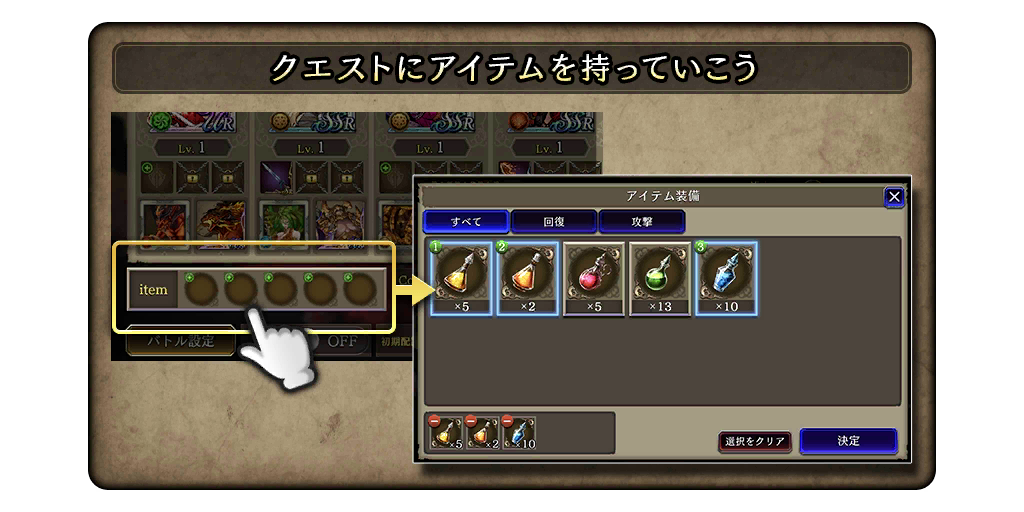 クエストにアイテムを持っていこう
UR
SSR
SSR
SSR
Lv. 1
Lv. 1
Lv. 1
Lv. 1
item
バトル設定
OFF
初期配
アイテム装備
すべて
回復
攻撃
1
2
3
×5
×2
×5
×13
×10
×5
×2
×10
選択をクリア
決定